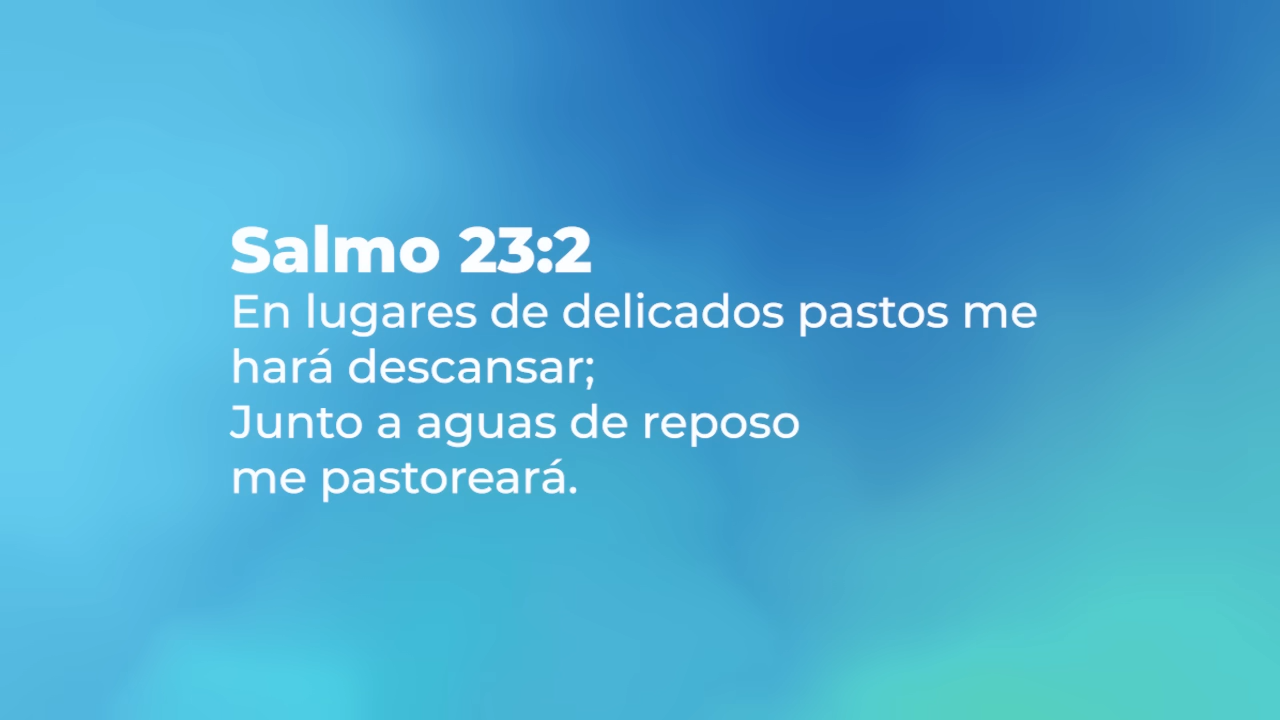 Salmo 23:2
En lugares de delicados pastos me
hará descansar;
Junto a aguas de reposo
me pastoreará.